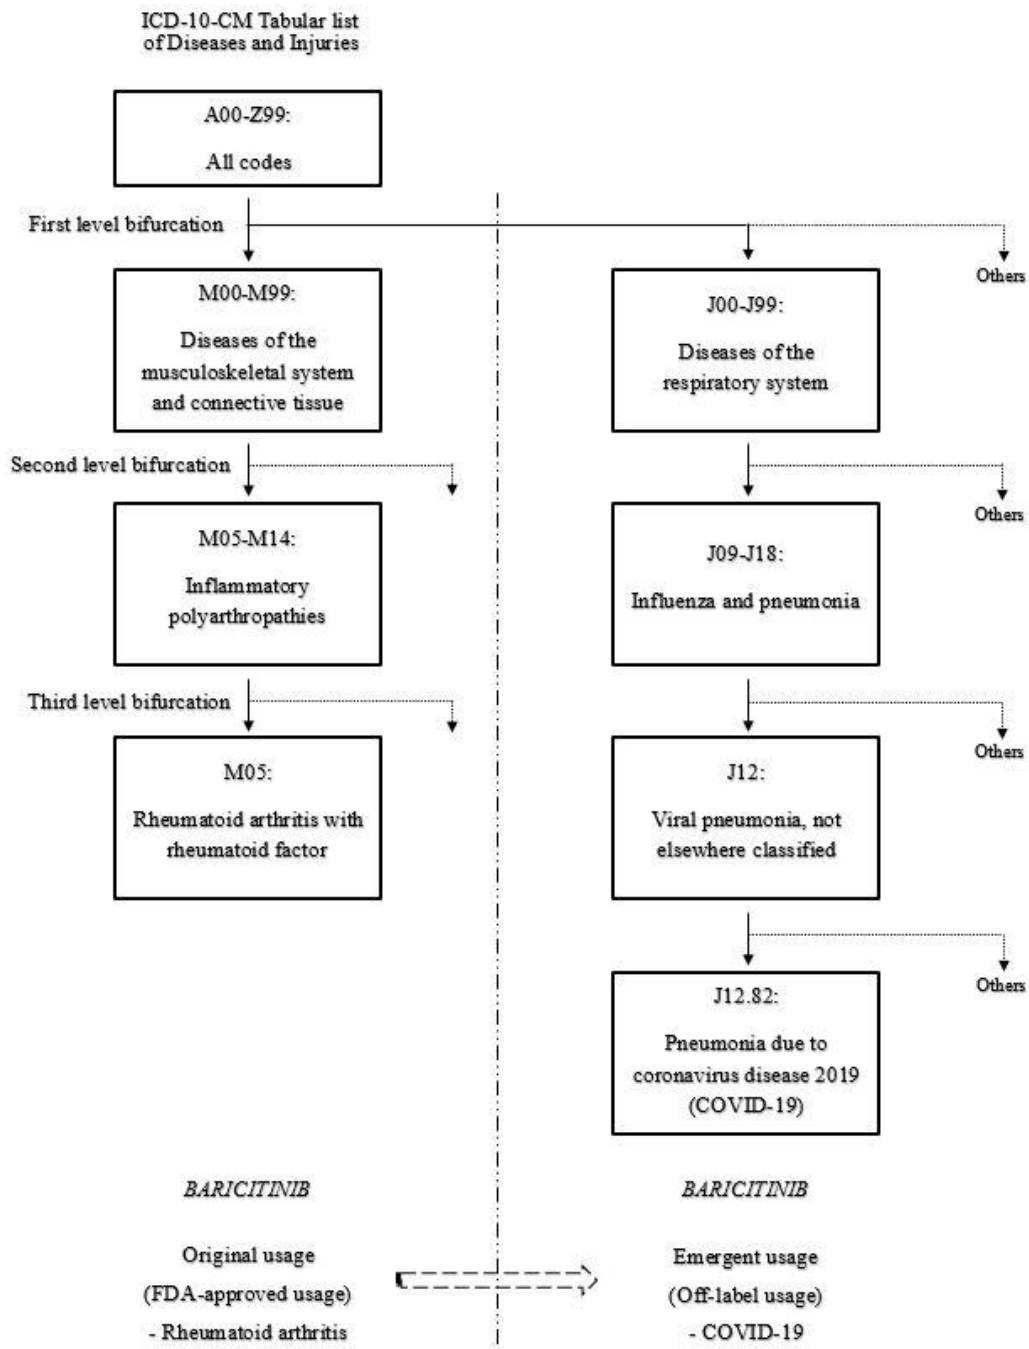 ICD-10-CM Tabular list
of Diseases and Injuries
A00-Z99:
All codes
First level bifurcation
Others
M00-M99:
Diseases of the
musculoskeletal system
and connective tissue
J00-J99:
Diseases of the
respiratory system
Second level bifurcation
Others
M05-M14:
Inflammatory
polyarthropathies
J09-J18:
Influenza and pneumonia
Third level bifurcation
Others
M05:
Rheumatoid arthritis with
rheumatoid factor
J12:
Viral pneumonia, not
elsewhere classified
Others
J12.82:
Pneumonia due to
coronavirus disease 2019
(COVID-19)
BARICITINIB
Original usage
(FDA-approved usage)
- Rheumatoid arthritis
BARICITINIB
Emergent usage
(Off-label usage)
- COVID-19